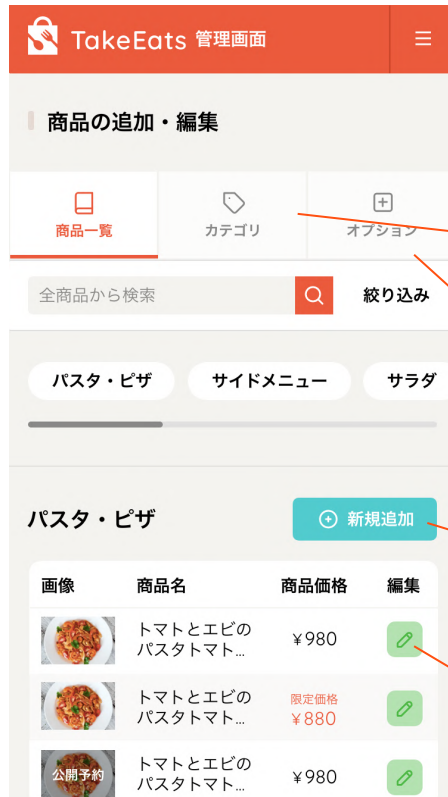 TakeEats 管理画面
商品の追加・編集
商品一覧
カテゴリ
オプション
全商品から検索
絞り込み
パスタ・ピザ
サイドメニュー
サラダ
パスタ・ピザ
新規追加
画像 商品名 商品価格 編集
トマトとエビの
パスタトマト...
¥980
トマトとエビの
パスタトマト...
限定価格
¥880
公開予約
トマトとエビの
パスタトマト...
¥980